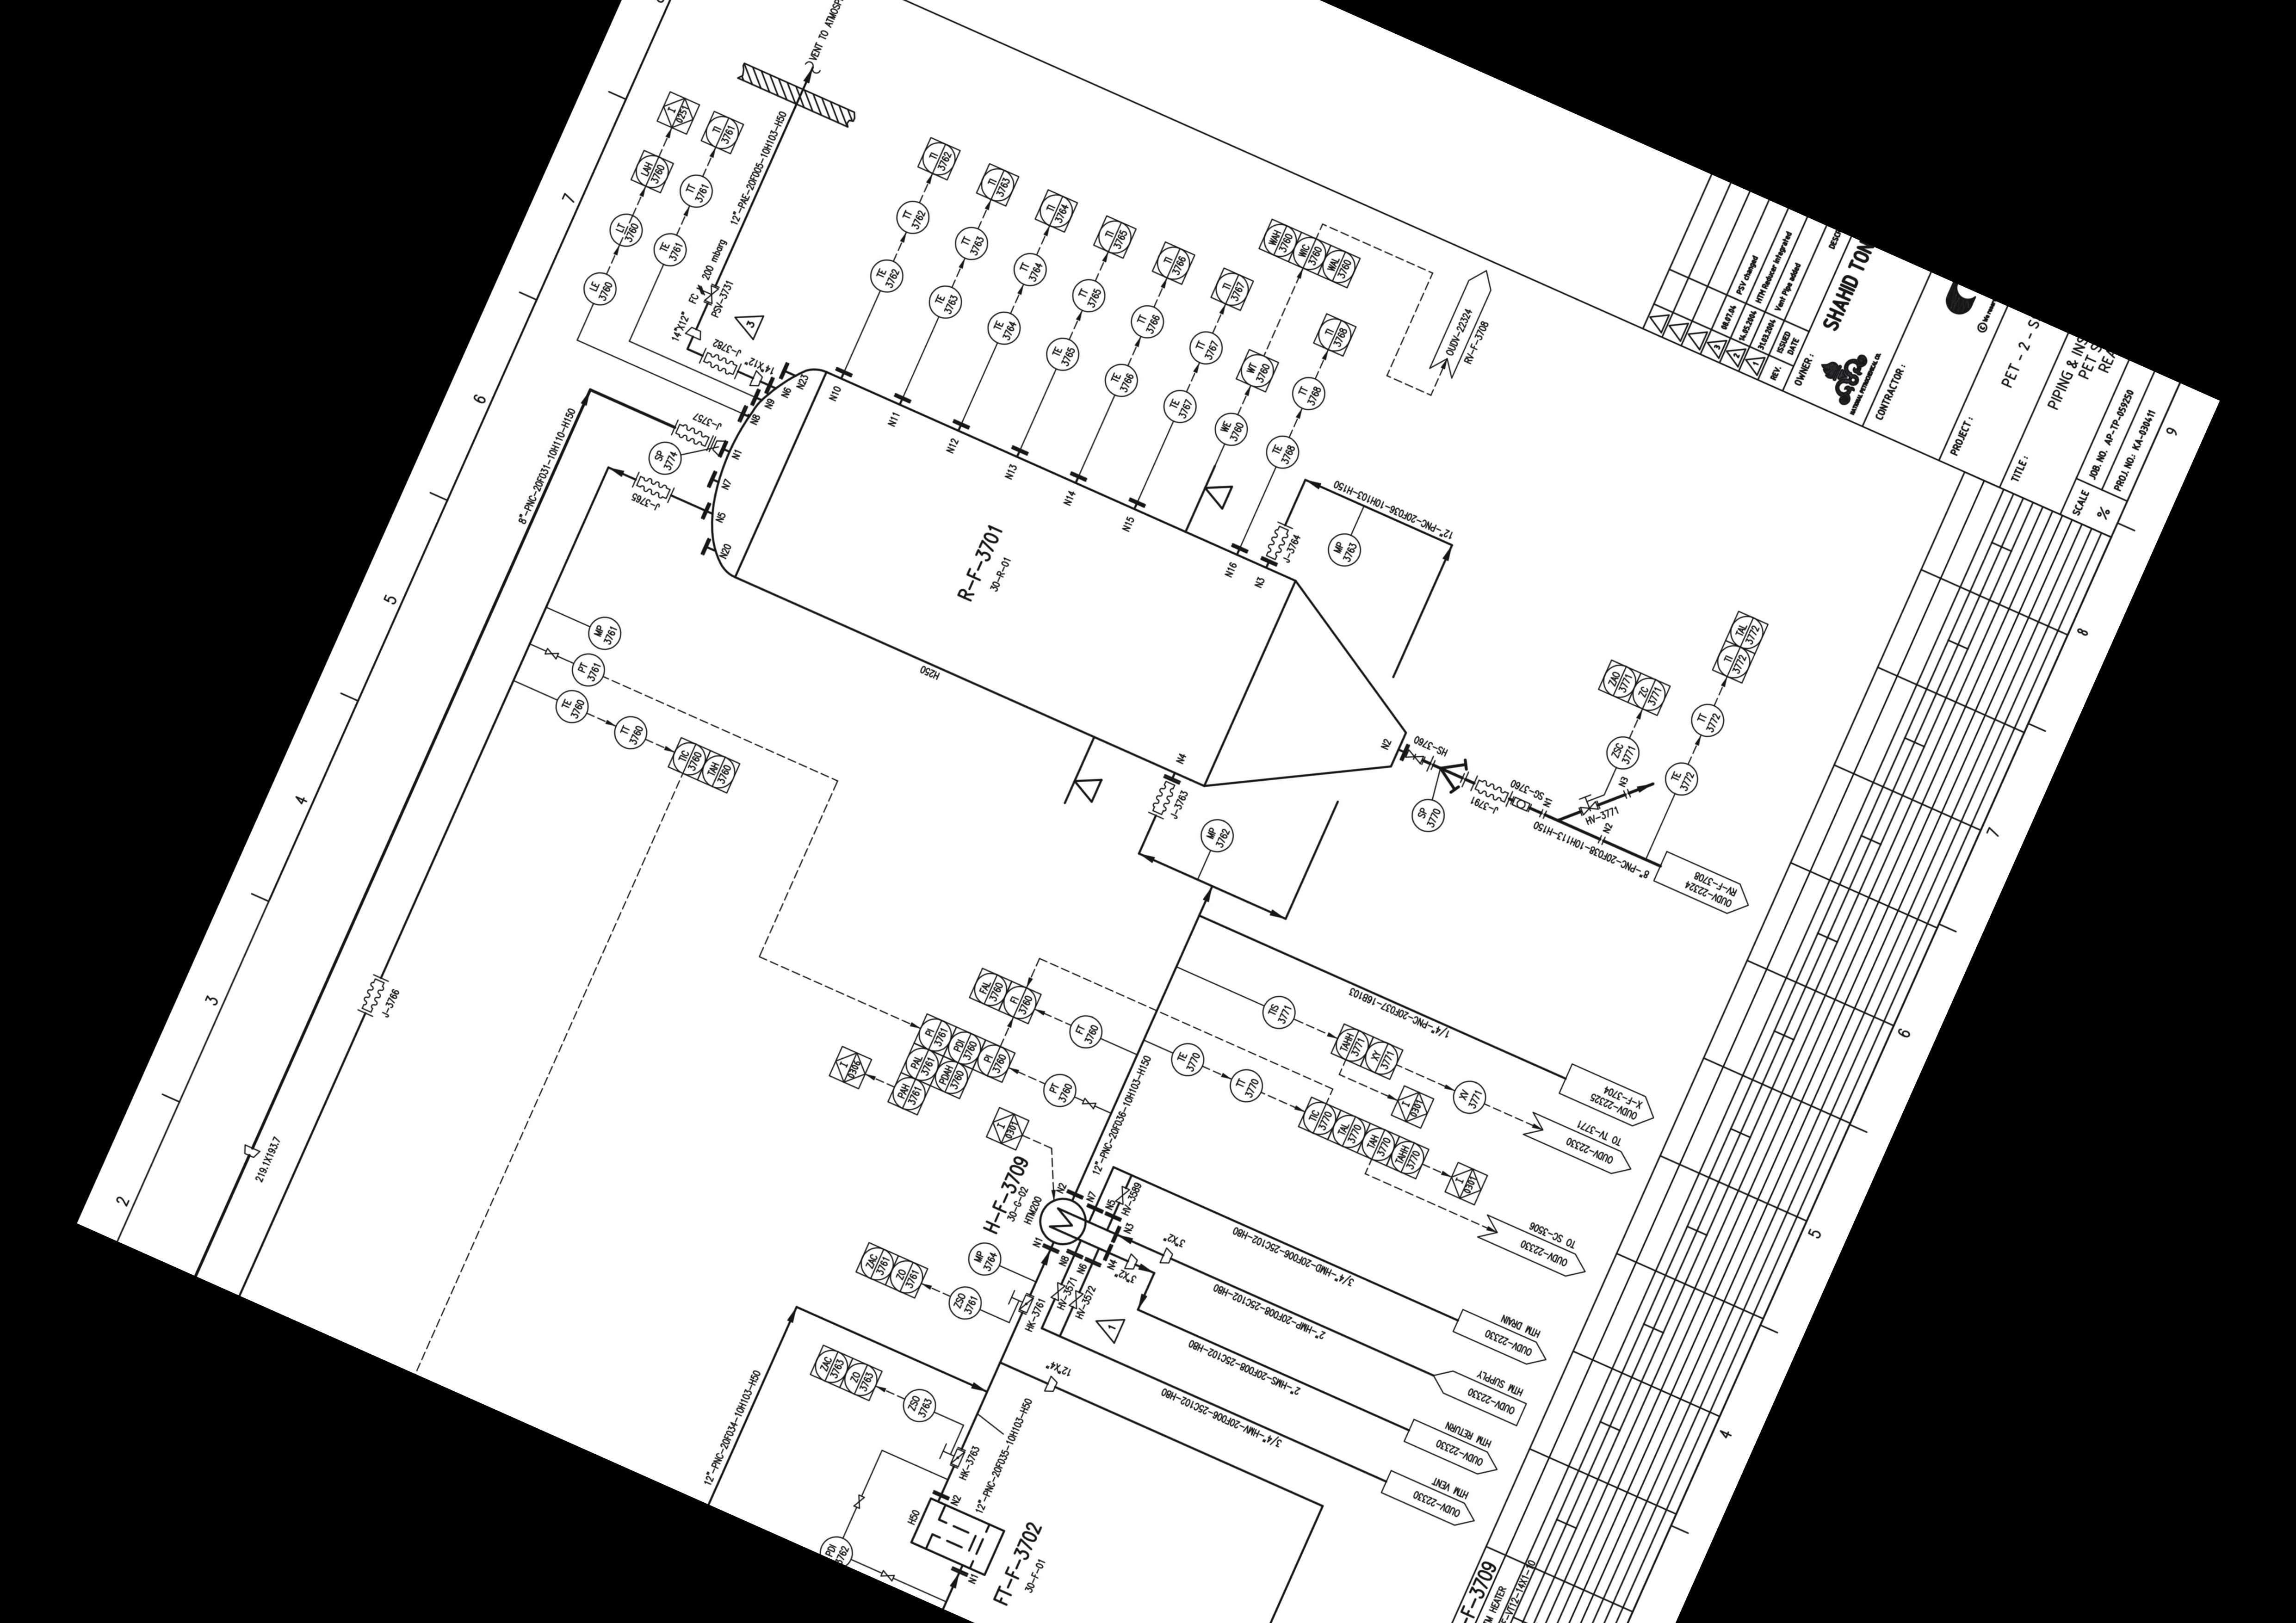 2
3
4
5
6
7
VENT TO
LE
3760
LT
3760
LAH
3760
I
0251
TE
3761
TT
3761
TI
3761
14"X12"
FC
200 mbarg
PSV-3731
12"-PAE-20F005-10H103-H50
3
J-3782
14"X12"
TE
3762
TT
3762
TI
3762
TE
3763
TT
3763
TI
3763
TE
3764
TT
3764
TI
3764
TE
3765
TT
3765
TI
3765
TE
3766
TT
3766
TI
3766
TE
3767
TT
3767
TI
3767
WE
3760
WT
3760
WAH
3760
WIC
3760
WAL
3760
TE
3768
TT
3768
TI
3768
OUDV-22324
RV-F-3708
8"-PNC-20F031-10H110-H150
SP
3774
J-3757
J-3765
N20
N5
N7
N1
N8
N9
N6
N23
N10
N11
N12
N13
N14
N15
N16
N3
J-3764
R-F-3701
30-R-01
H250
12"-PNC-20F036-10H103-H150
MP
3763
MP
3761
PT
3761
TE
3760
TT
3760
TIC
3760
TAH
3760
J-3766
219.1X193.7
N4
J-3763
MP
3762
N2
HS-3760
SP
3770
J-3791
SG-3760
N1
HV-3771
N3
N2
ZSC
3771
ZAO
3771
ZC
3771
TE
3772
TT
3772
TI
3772
TAL
3772
8"-PNC-20F038-10H113-H150
OUDV-22324
RV-F-3708
FAL
3760
FI
3760
FT
3760
PI
3761
PAL
3761
PAH
3761
PDI
3760
PDAH
3760
PI
3760
PT
3760
I
0306
I
0301
12"-PNC-20F036-10H103-H150
TE
3770
TT
3770
TIC
3770
TAL
3770
TAH
3770
TAHH
3770
I
0301
TIS
3771
TAHH
3771
XY
3771
I
0301
XV
3771
1/4"-PNC-20F037-16B103
OUDV-22325
X-F-3704
OUDV-22330
TO TV-3771
OUDV-22330
TO SC-3506
H-F-3709
30-G-02
HTM200
M
N1
N2
N7
N5
HV-3589
N3
N4
N8
N6
HV-3571
HV-3572
3"X2"
3"X2"
1
MP
3764
ZAC
3761
ZO
3761
ZSO
3761
HK-3761
ZAC
3763
ZO
3763
ZSO
3763
HK-3763
12"X4"
12"-PNC-20F034-10H103-H50
12"-PNC-20F035-10H103-H50
3/4"-HMD-20F006-25C102-H80
OUDV-22330
HTM DRAIN
2"-HMP-20F008-25C102-H80
OUDV-22330
HTM SUPPLY
2"-HMS-20F008-25C102-H80
OUDV-22330
HTM RETURN
3/4"-HMV-20F006-25C102-H80
OUDV-22330
HTM VENT
PDI
3762
H50
N2
N1
FT-F-3702
30-F-01
F-3709
HEATER
3
08.07.04
PSV changed
2
14.05.2004
HTM Reducer integrated
1
31.03.2004
Vent Pipe added
REV.
ISSUED
DATE
OWNER :
SHAHID
NATIONAL PETROCHEMICAL CO.
CONTRACTOR :
PROJECT :
PET - 2 -
TITLE :
PIPING &
PET
SCALE
%
JOB. NO. AP-TP-059250
PROJ. NO. KA-030411
4
5
6
7
8
9